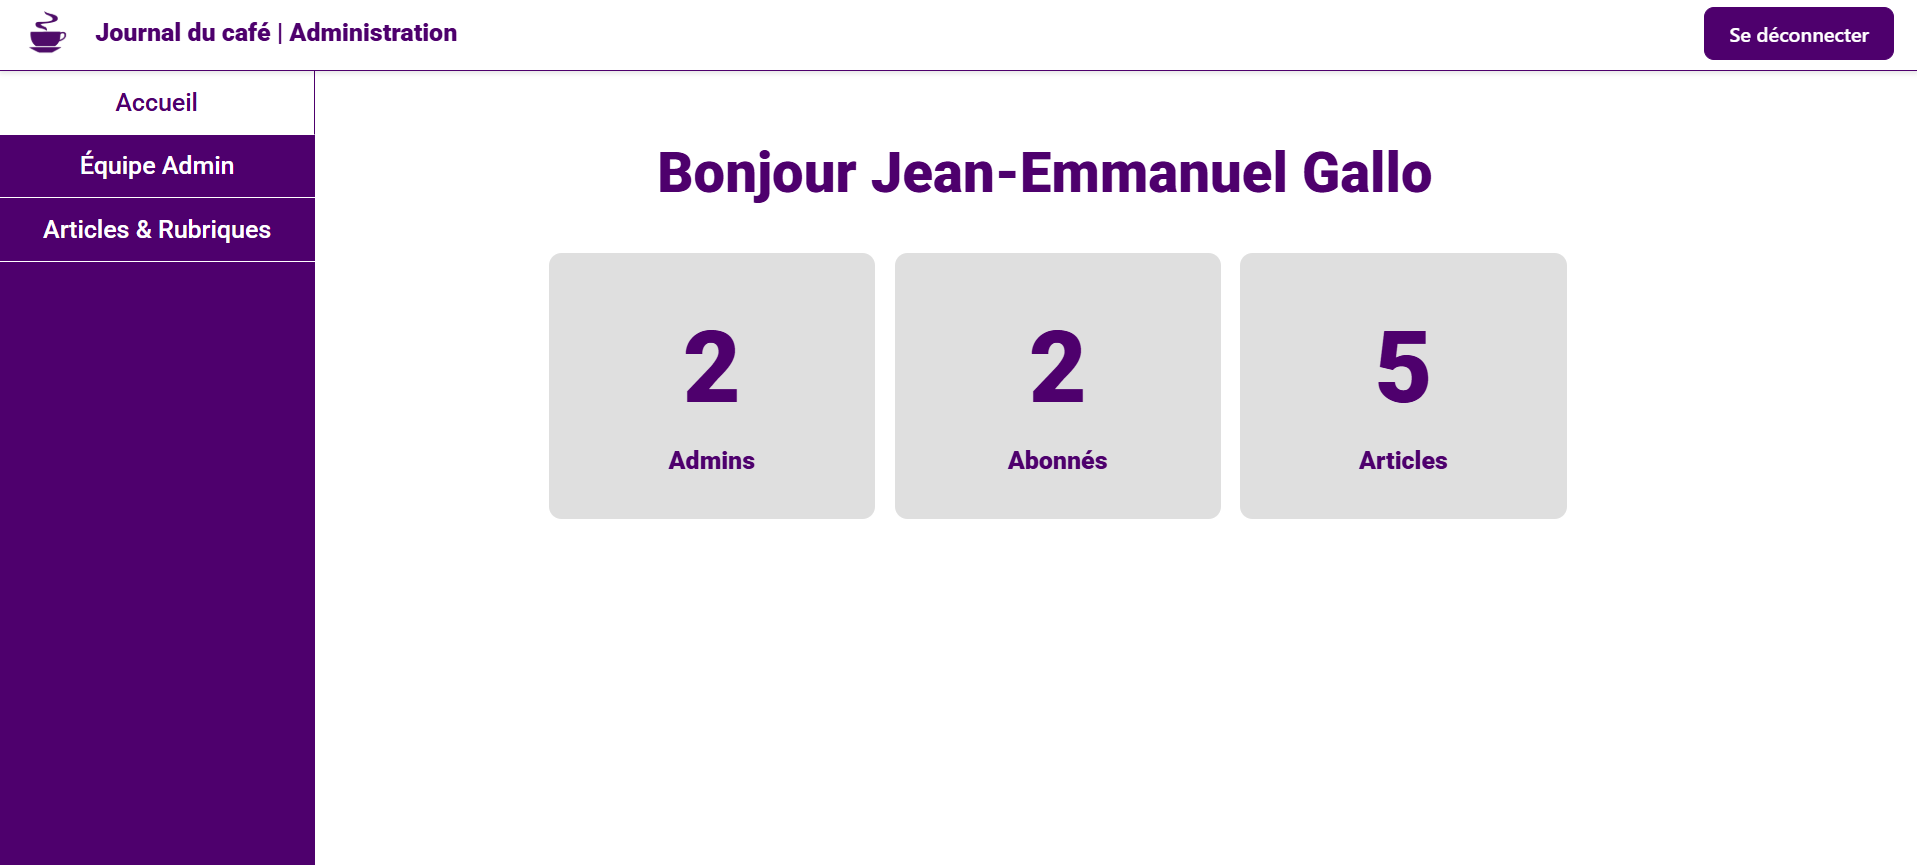 Journal du café | Administration
Se déconnecter
Accueil
Équipe Admin
Articles & Rubriques
Bonjour Jean-Emmanuel Gallo
2
Admins
2
Abonnés
5
Articles